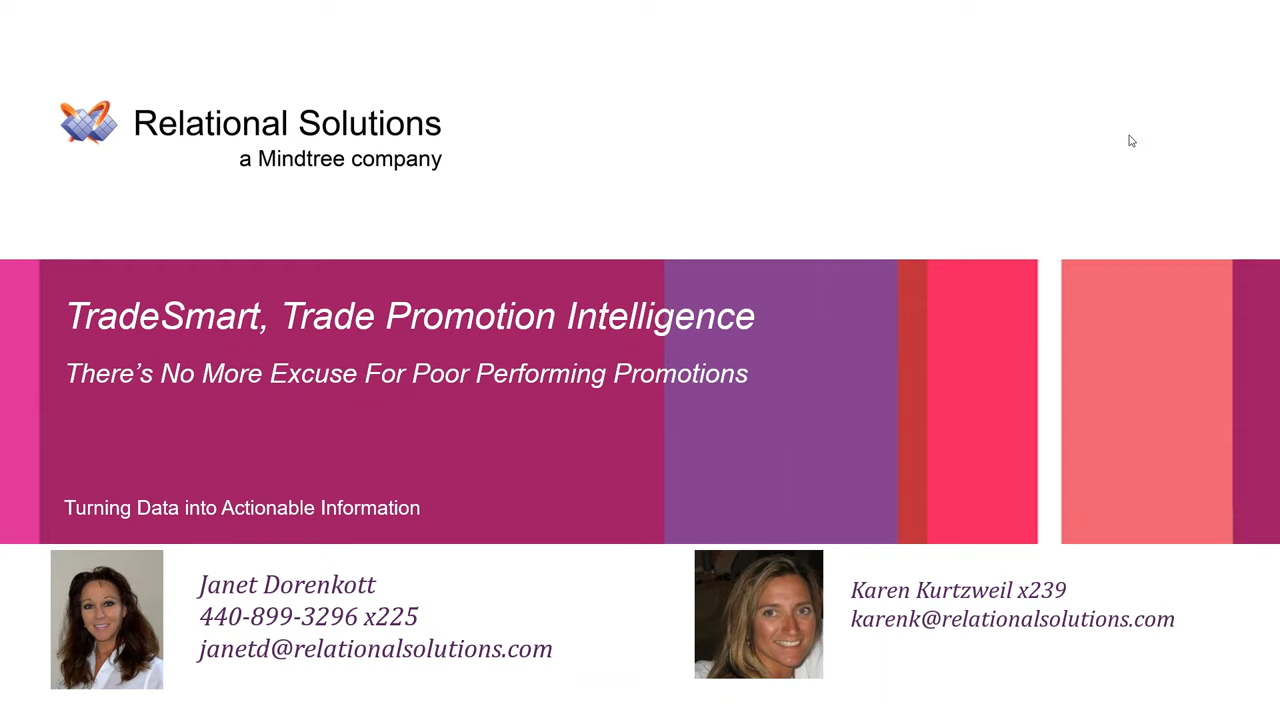 Relational Solutions
a Mindtree company
TradeSmart, Trade Promotion Intelligence
There’s No More Excuse For Poor Performing Promotions
Turning Data into Actionable Information
Janet Dorenkott
440-899-3296 x225
janetd@relationalsolutions.com
Karen Kurtzweil x239
karenk@relationalsolutions.com